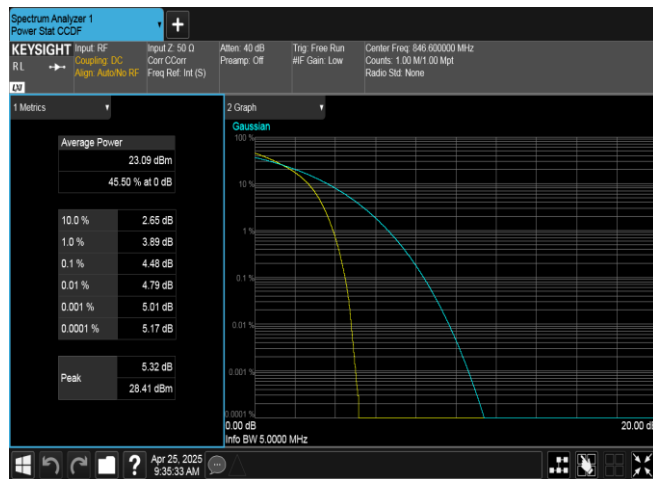 Spectrum Analyzer 1
Power Stat CCDF
+
KEYSIGHT
RL
LXI
Input: RF
Coupling: DC
Align: Auto/No RF
Input Z: 50 Ω
Corr CCorr
Freq Ref: Int (S)
Atten: 40 dB
Preamp: Off
Trig: Free Run
#IF Gain: Low
Center Freq: 846.600000 MHz
Counts: 1.00 M/1.00 Mpt
Radio Std: None
1 Metrics
Average Power
23.09 dBm
45.50 % at 0 dB
10.0 % 2.65 dB
1.0 % 3.89 dB
0.1 % 4.48 dB
0.01 % 4.79 dB
0.001 % 5.01 dB
0.0001 % 5.17 dB
Peak
5.32 dB
28.41 dBm
2 Graph
Gaussian
100 %
10 %
1 %
0.1 %
0.01 %
0.001 %
0.0001 %
0.00 dB
20.00 d
Info BW 5.0000 MHz
?
Apr 25, 2025
9:35:33 AM